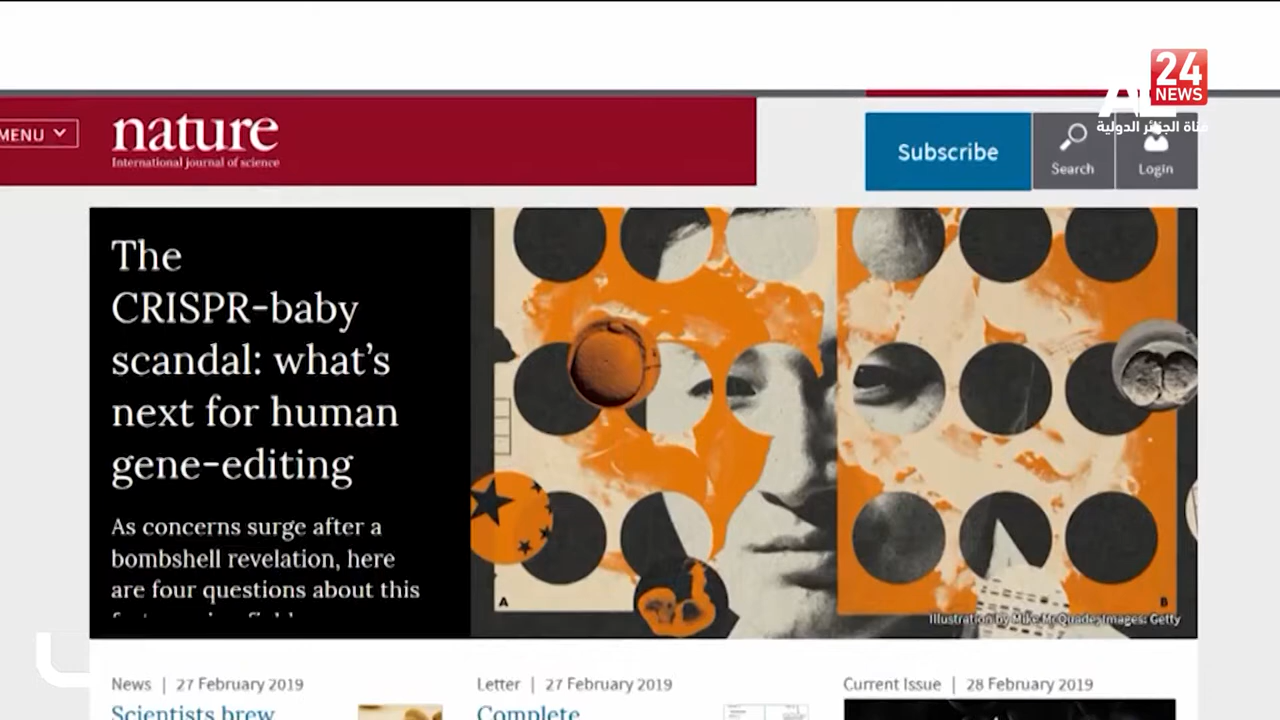 24
NEWS
قناة الجزائر الدولية
MENU
nature
International journal of science
Subscribe
Search
Login
The
CRISPR-baby
scandal: what's
next for human
gene-editing
As concerns surge after a
bombshell revelation, here
are four questions about this
A
B
Illustration by Mike McQuade; Images: Getty
News | 27 February 2019
Letter | 27 February 2019
Current Issue | 28 February 2019
Scientists brew
Complete